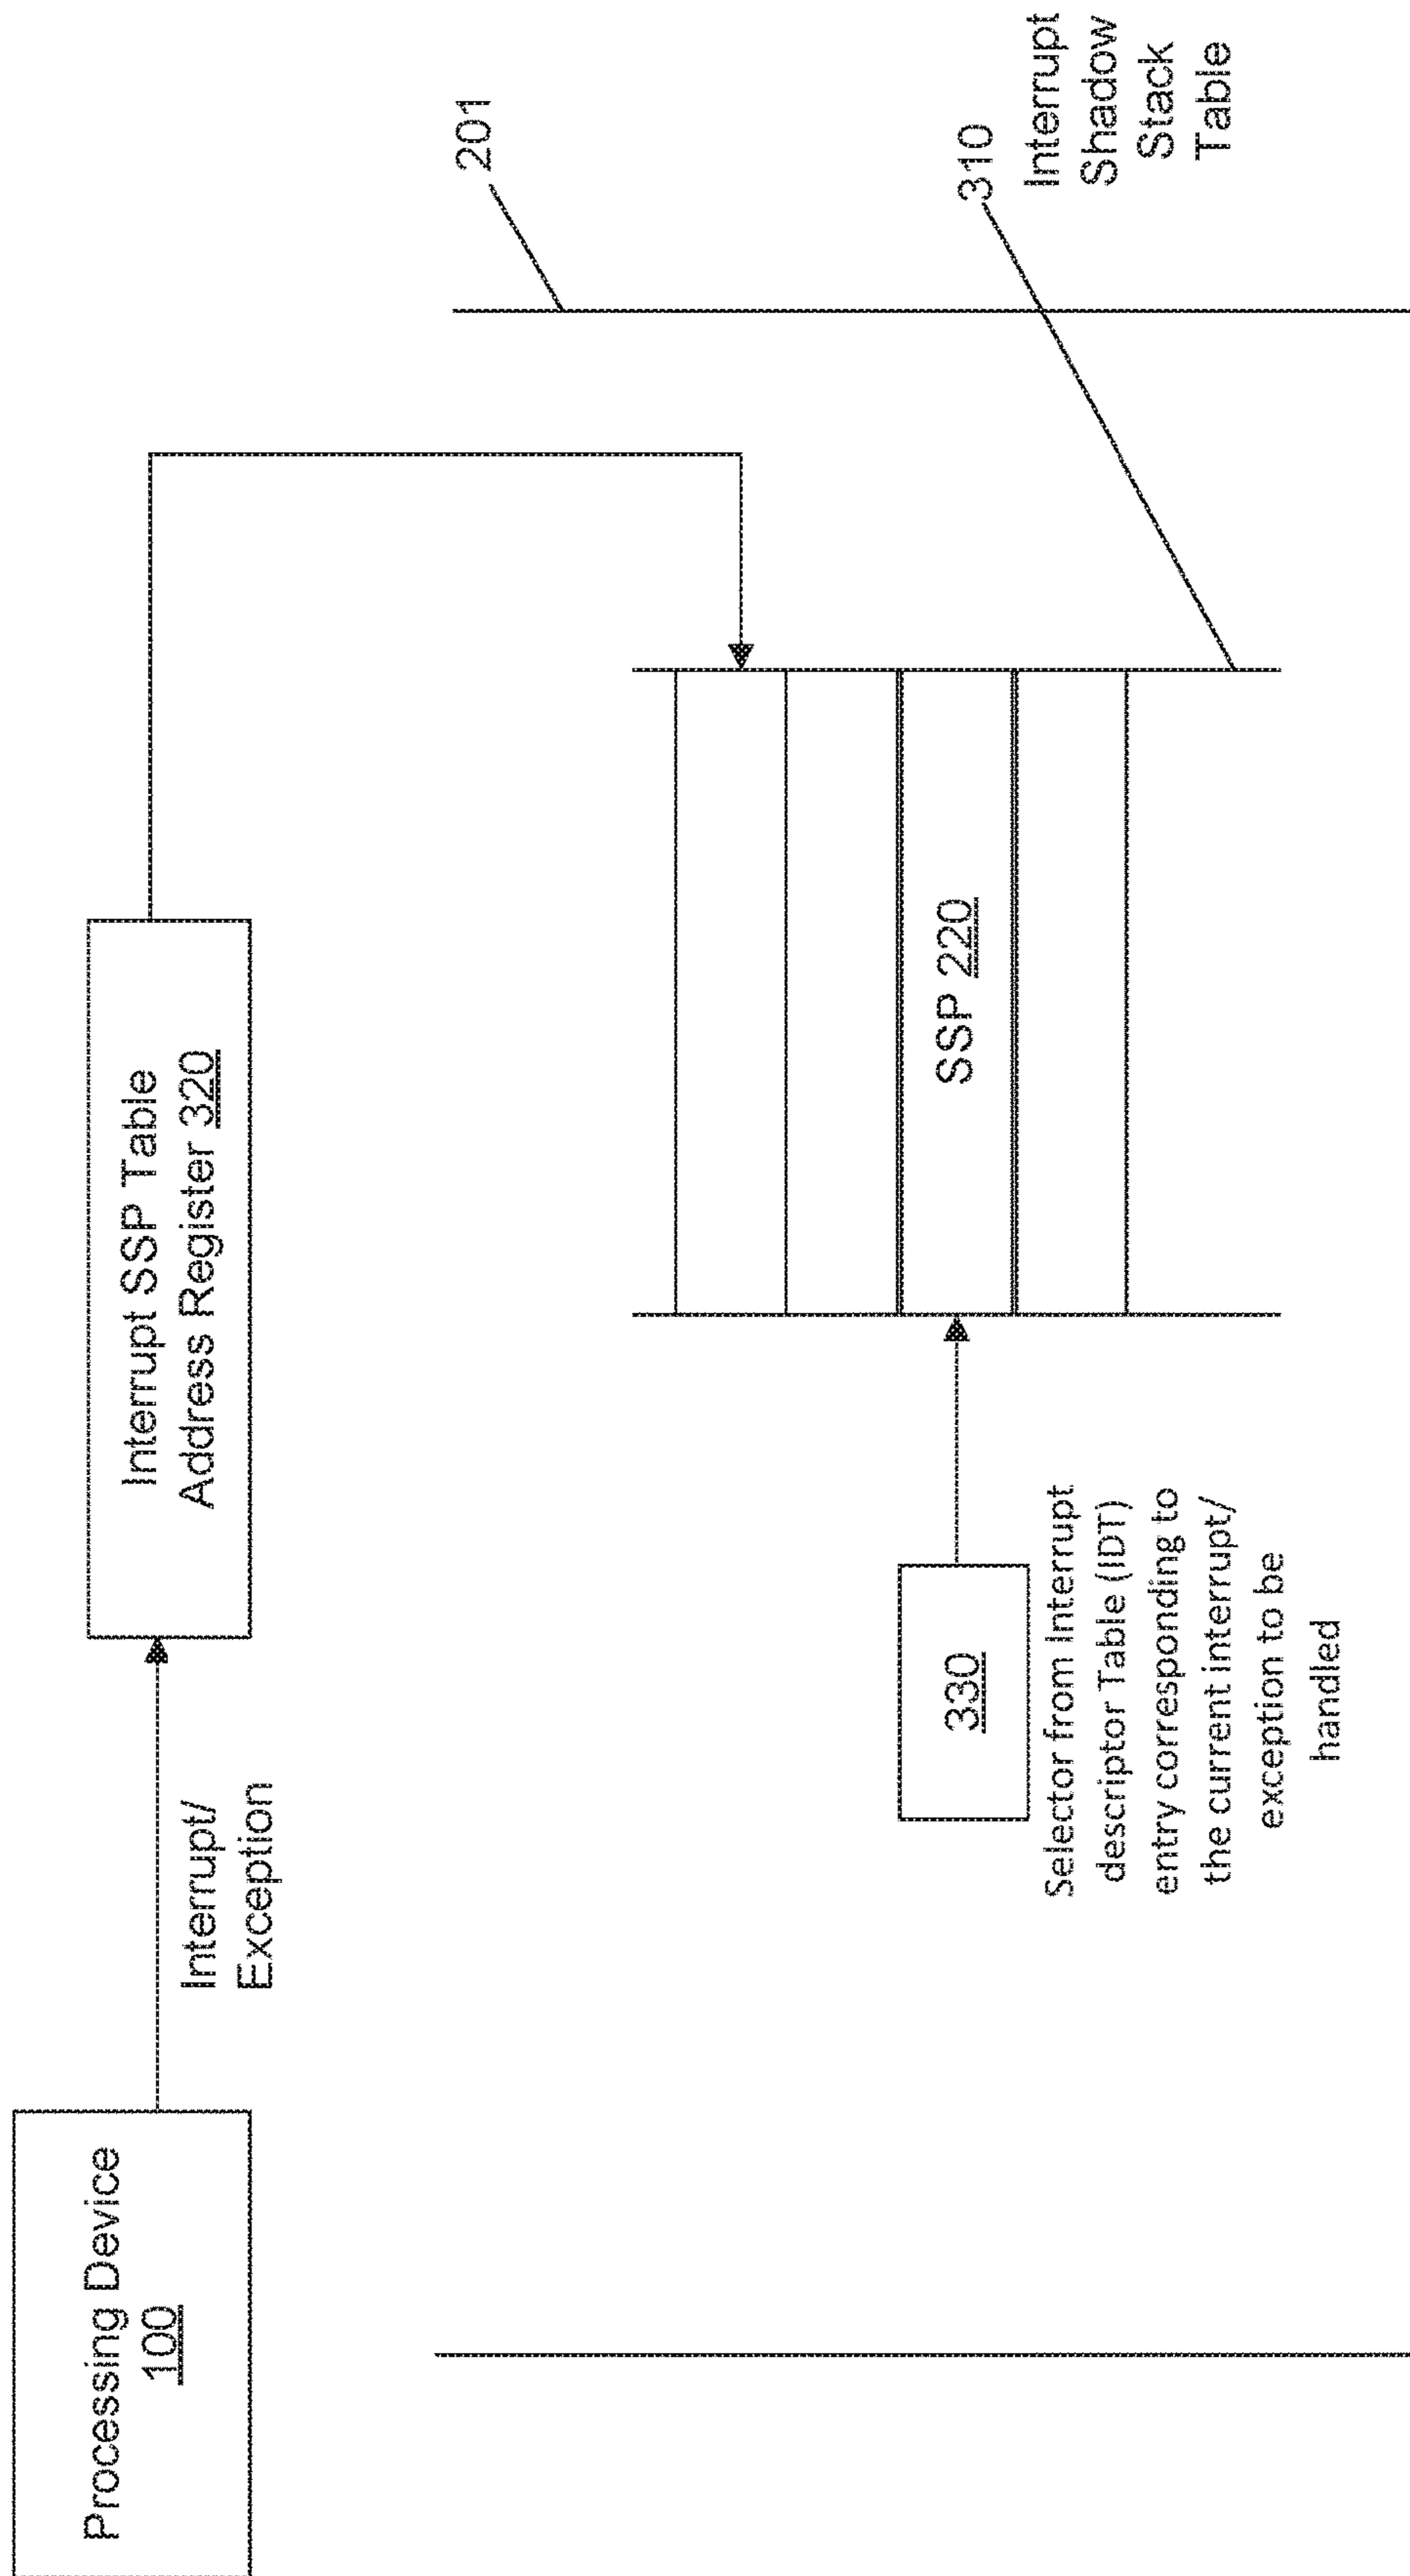 Processing Device
100
Interrupt/
Exception
Interrupt SSP Table
Address Register 320
201
310
Interrupt
Shadow
Stack
Table
SSP 220
330
Selector from Interrupt
descriptor Table (IDT)
entry corresponding to
the current interrupt/
exception to be
handled